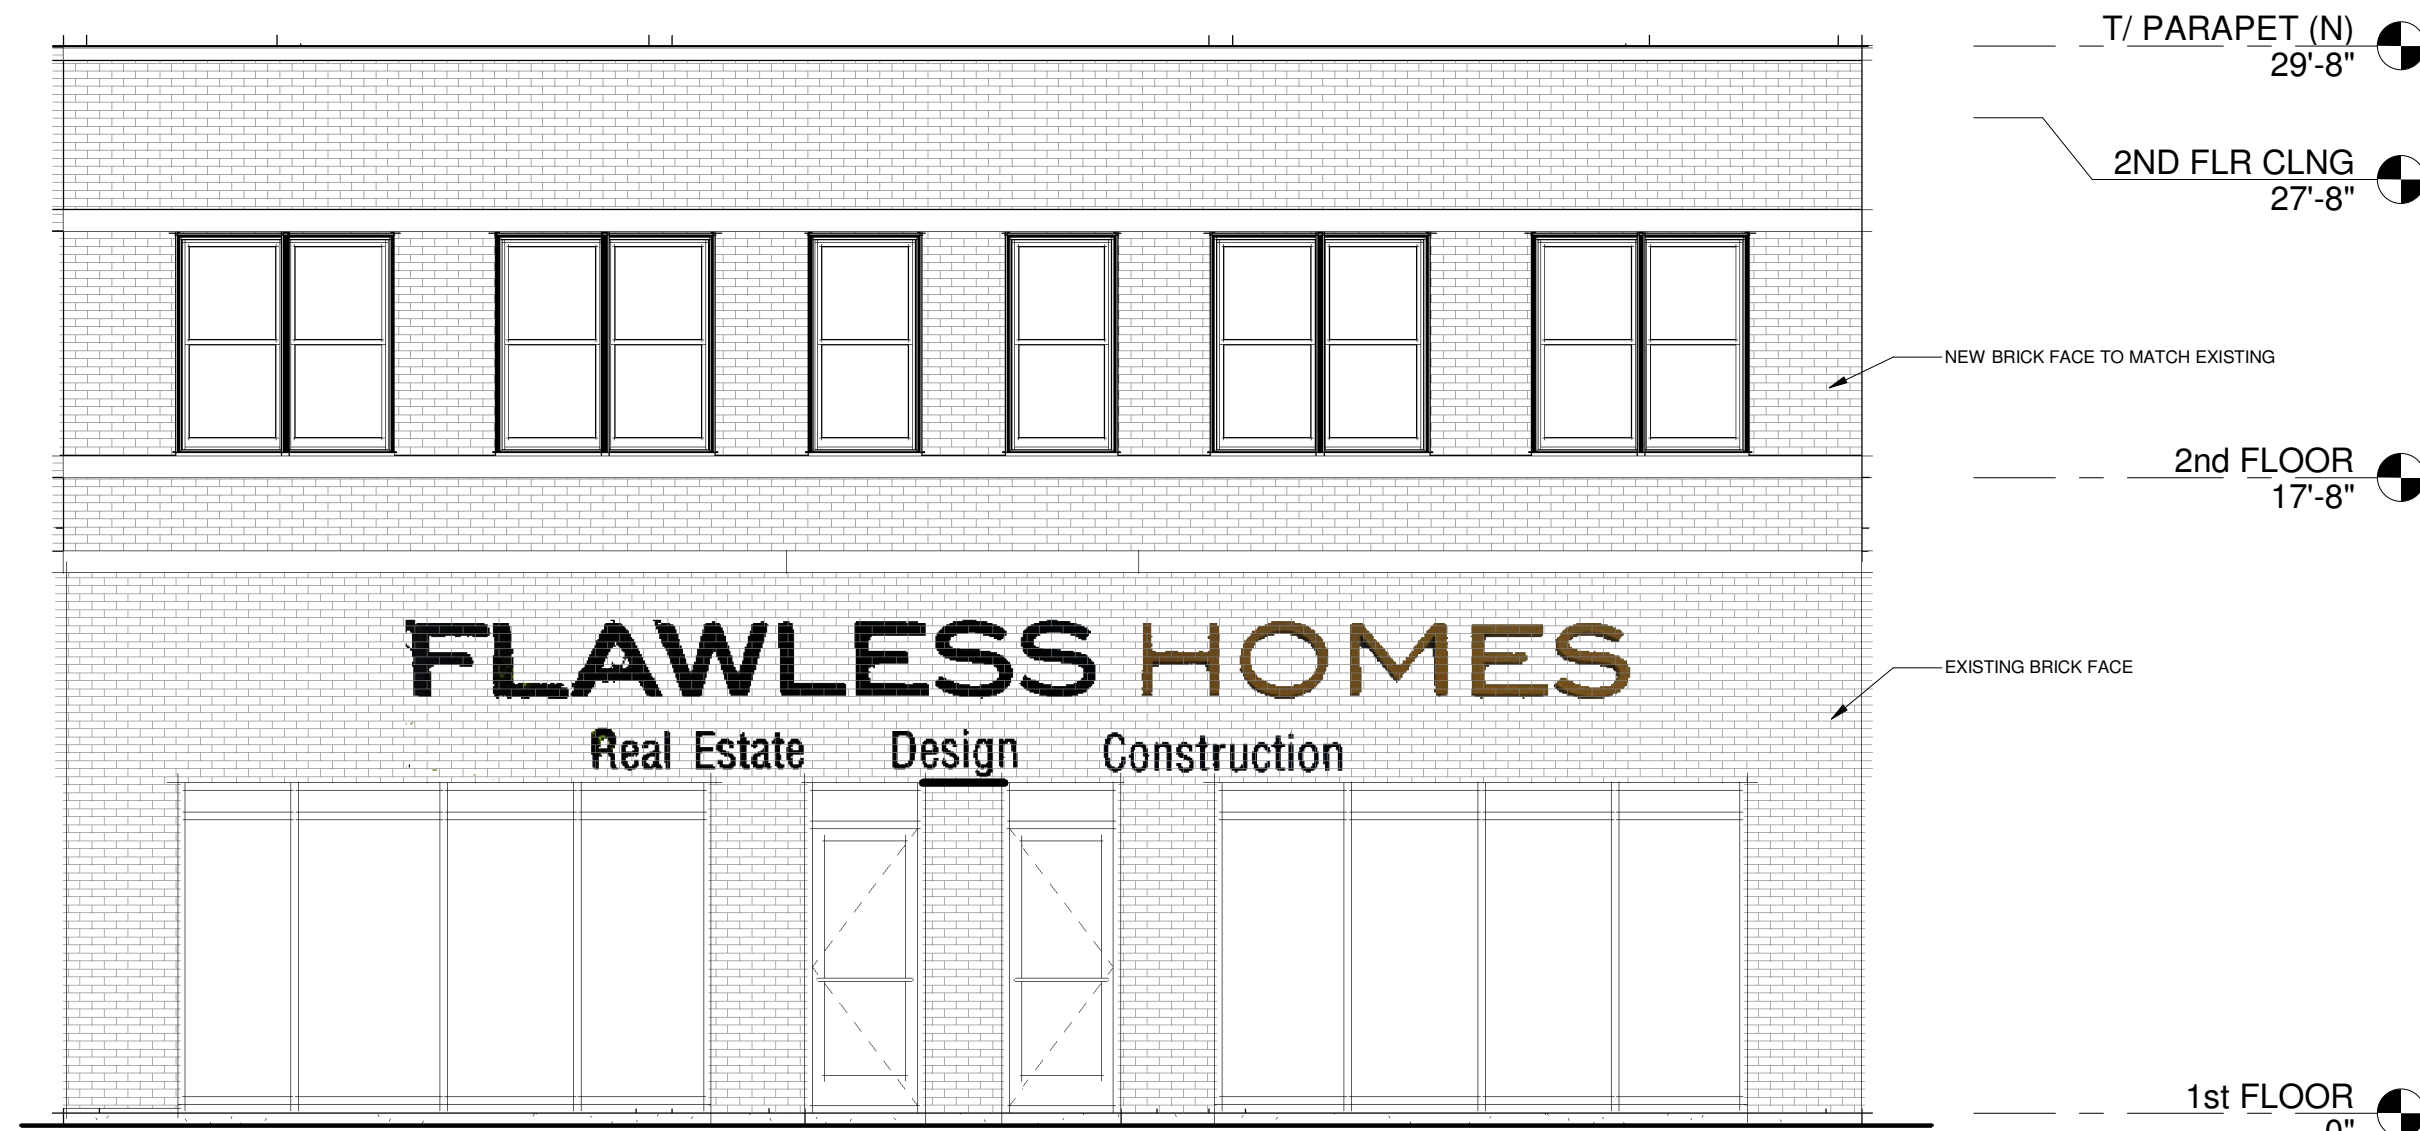 T/ PARAPET (N)
29'-8"
2ND FLR CLNG
27'-8"
NEW BRICK FACE TO MATCH EXISTING
2nd FLOOR
17'-8"
FLAWLESS HOMES
EXISTING BRICK FACE
Real Estate Design Construction
1st FLOOR
0"